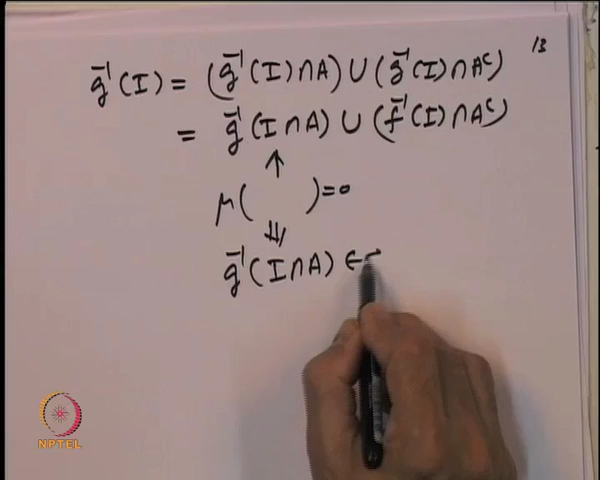 13
g⁻¹(I) = (g⁻¹(I)∩A) ∪ (g⁻¹(I)∩Aᶜ)
= g⁻¹(I∩A) ∪ (f⁻¹(I)∩Aᶜ)
↑
μ( )=0
⇓
g⁻¹(I∩A) ∈
NPTEL